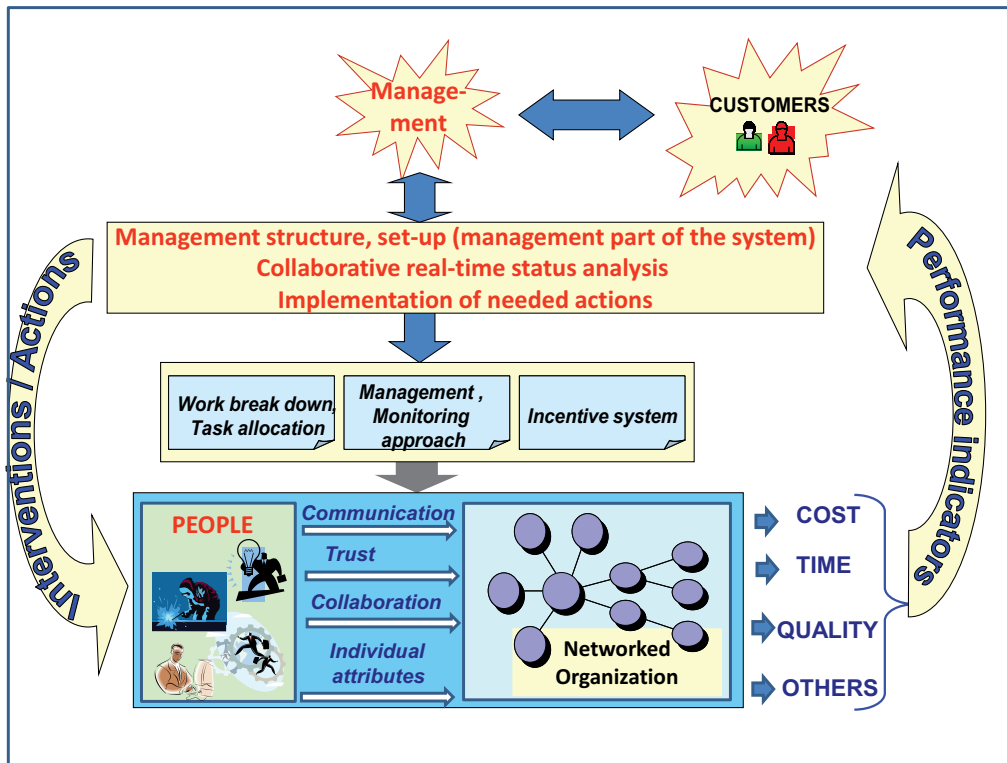 Manage-
ment
CUSTOMERS
Management structure, set-up (management part of the system)
Collaborative real-time status analysis
Implementation of needed actions
Interventions / Actions
Performance indicators
Work break down,
Task allocation
Management ,
Monitoring
approach
Incentive system
PEOPLE
Communication
Trust
Collaboration
Individual
attributes
Networked
Organization
COST
TIME
QUALITY
OTHERS